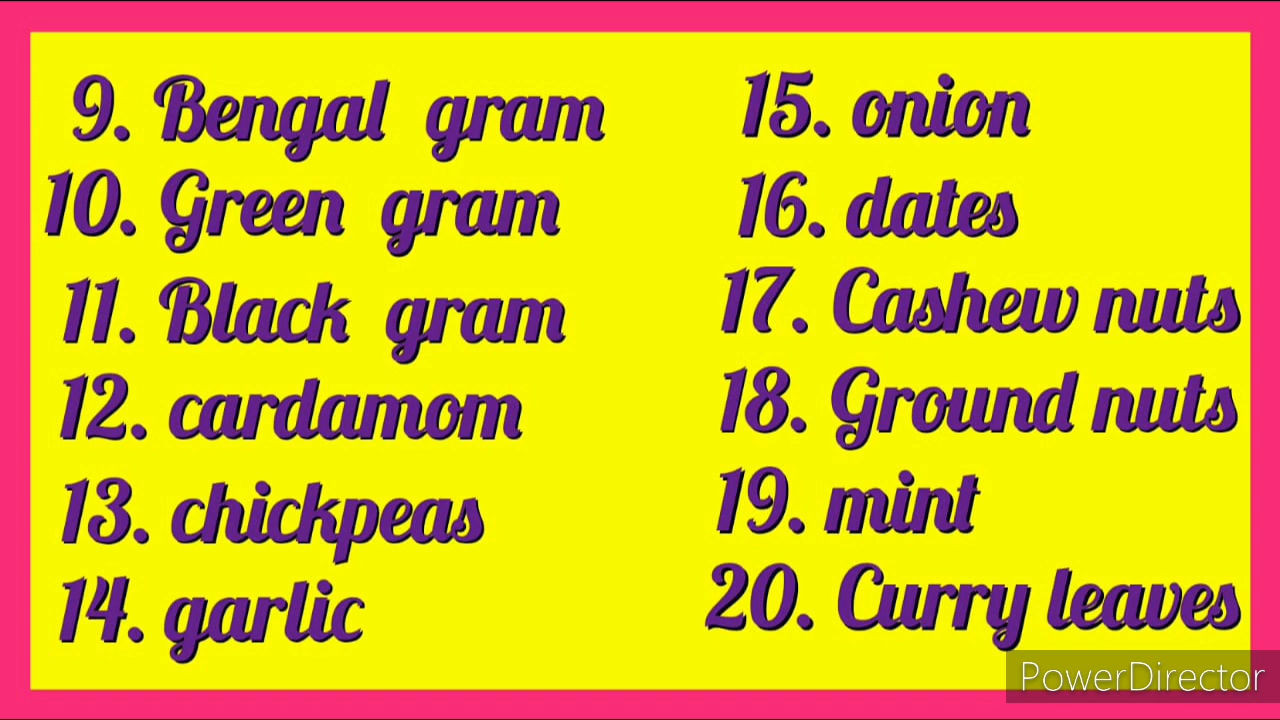 9. Bengal gram
10. Green gram
11. Black gram
12. cardamom
13. chickpeas
14. garlic
15. onion
16. dates
17. Cashew nuts
18. Ground nuts
19. mint
20. Curry leaves
PowerDirector